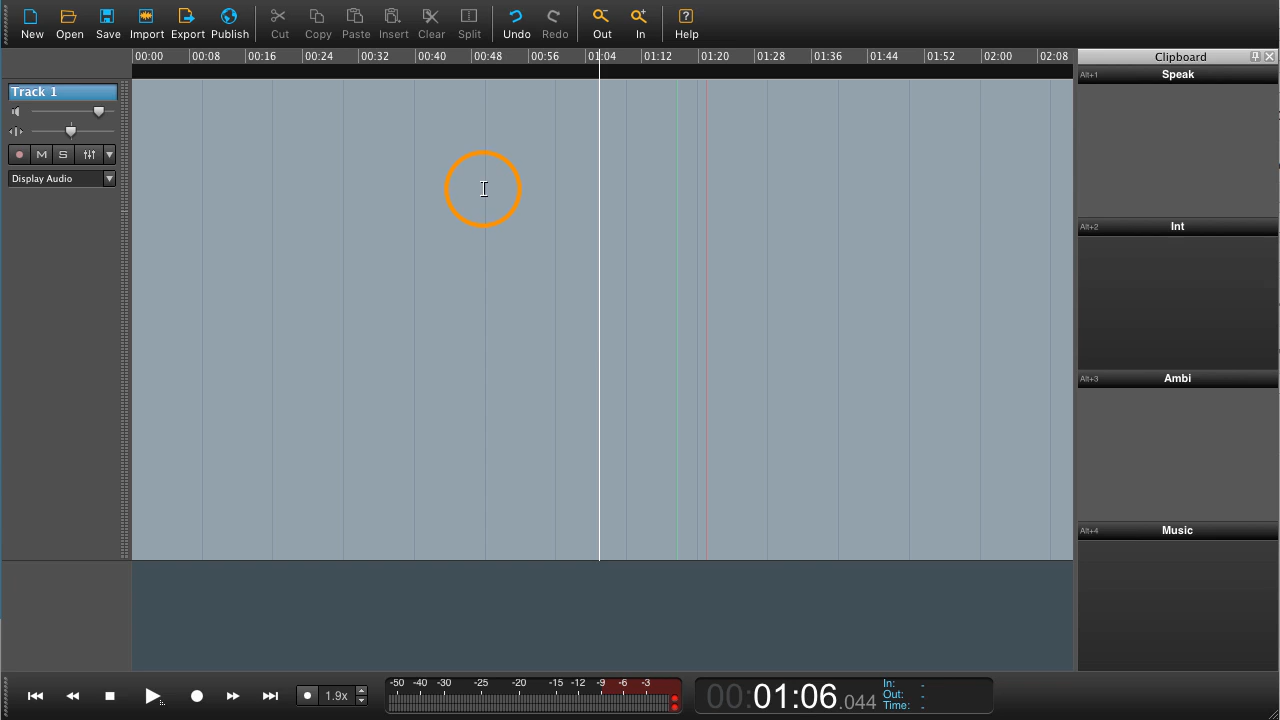 New Open Save Import Export Publish Cut Copy Paste Insert Clear Split Undo Redo Out In Help
00:00 00:08 00:16 00:24 00:32 00:40 00:48 00:56 01:04 01:12 01:20 01:28 01:36 01:44 01:52 02:00 02:08
Clipboard
Alt+1 Speak
Track 1
M S
Display Audio
Alt+2 Int
Alt+3 Ambi
Alt+4 Music
-50 -40 -30 -25 -20 -15 -12 -9 -6 -3
1.9x
00:01:06.044
In: -
Out: -
Time: -